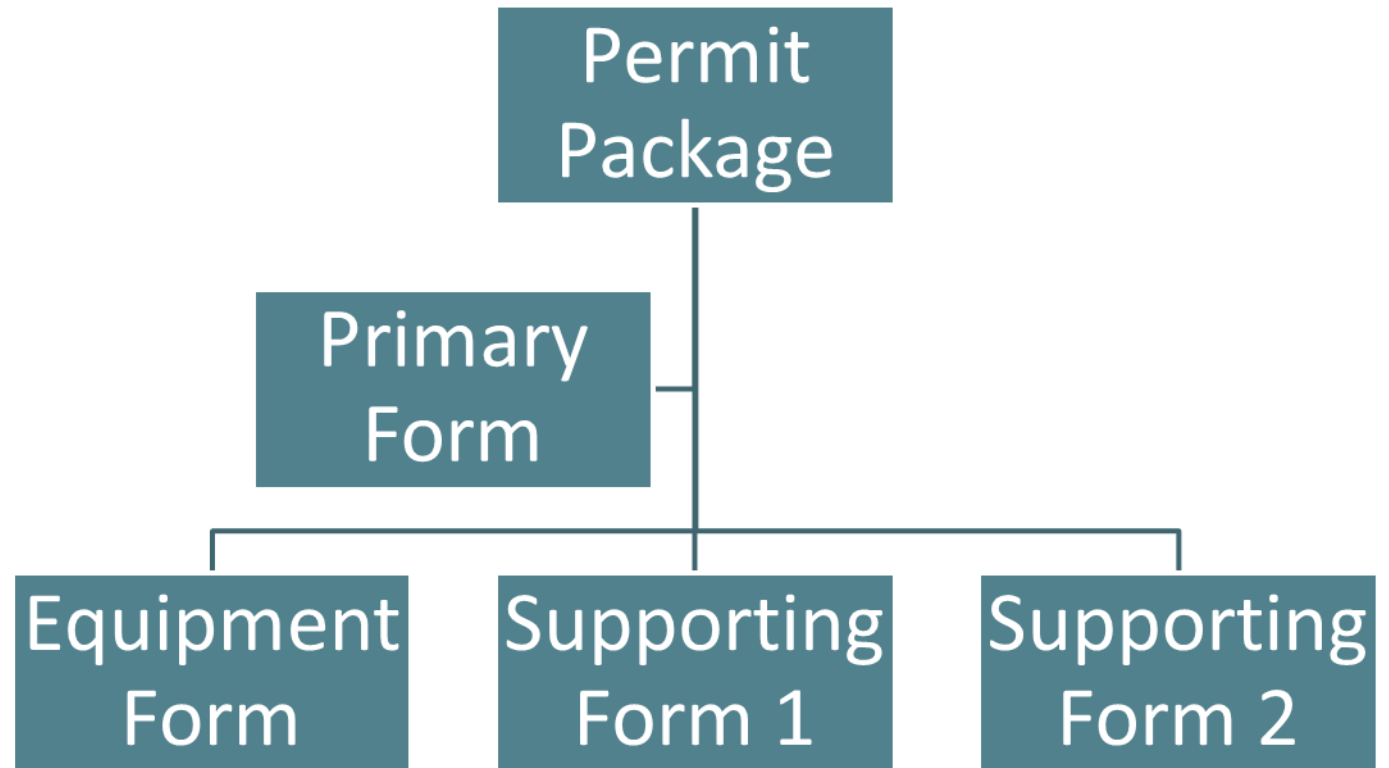 Permit
Package
Primary
Form
Equipment
Form
Supporting
Form 1
Supporting
Form 2